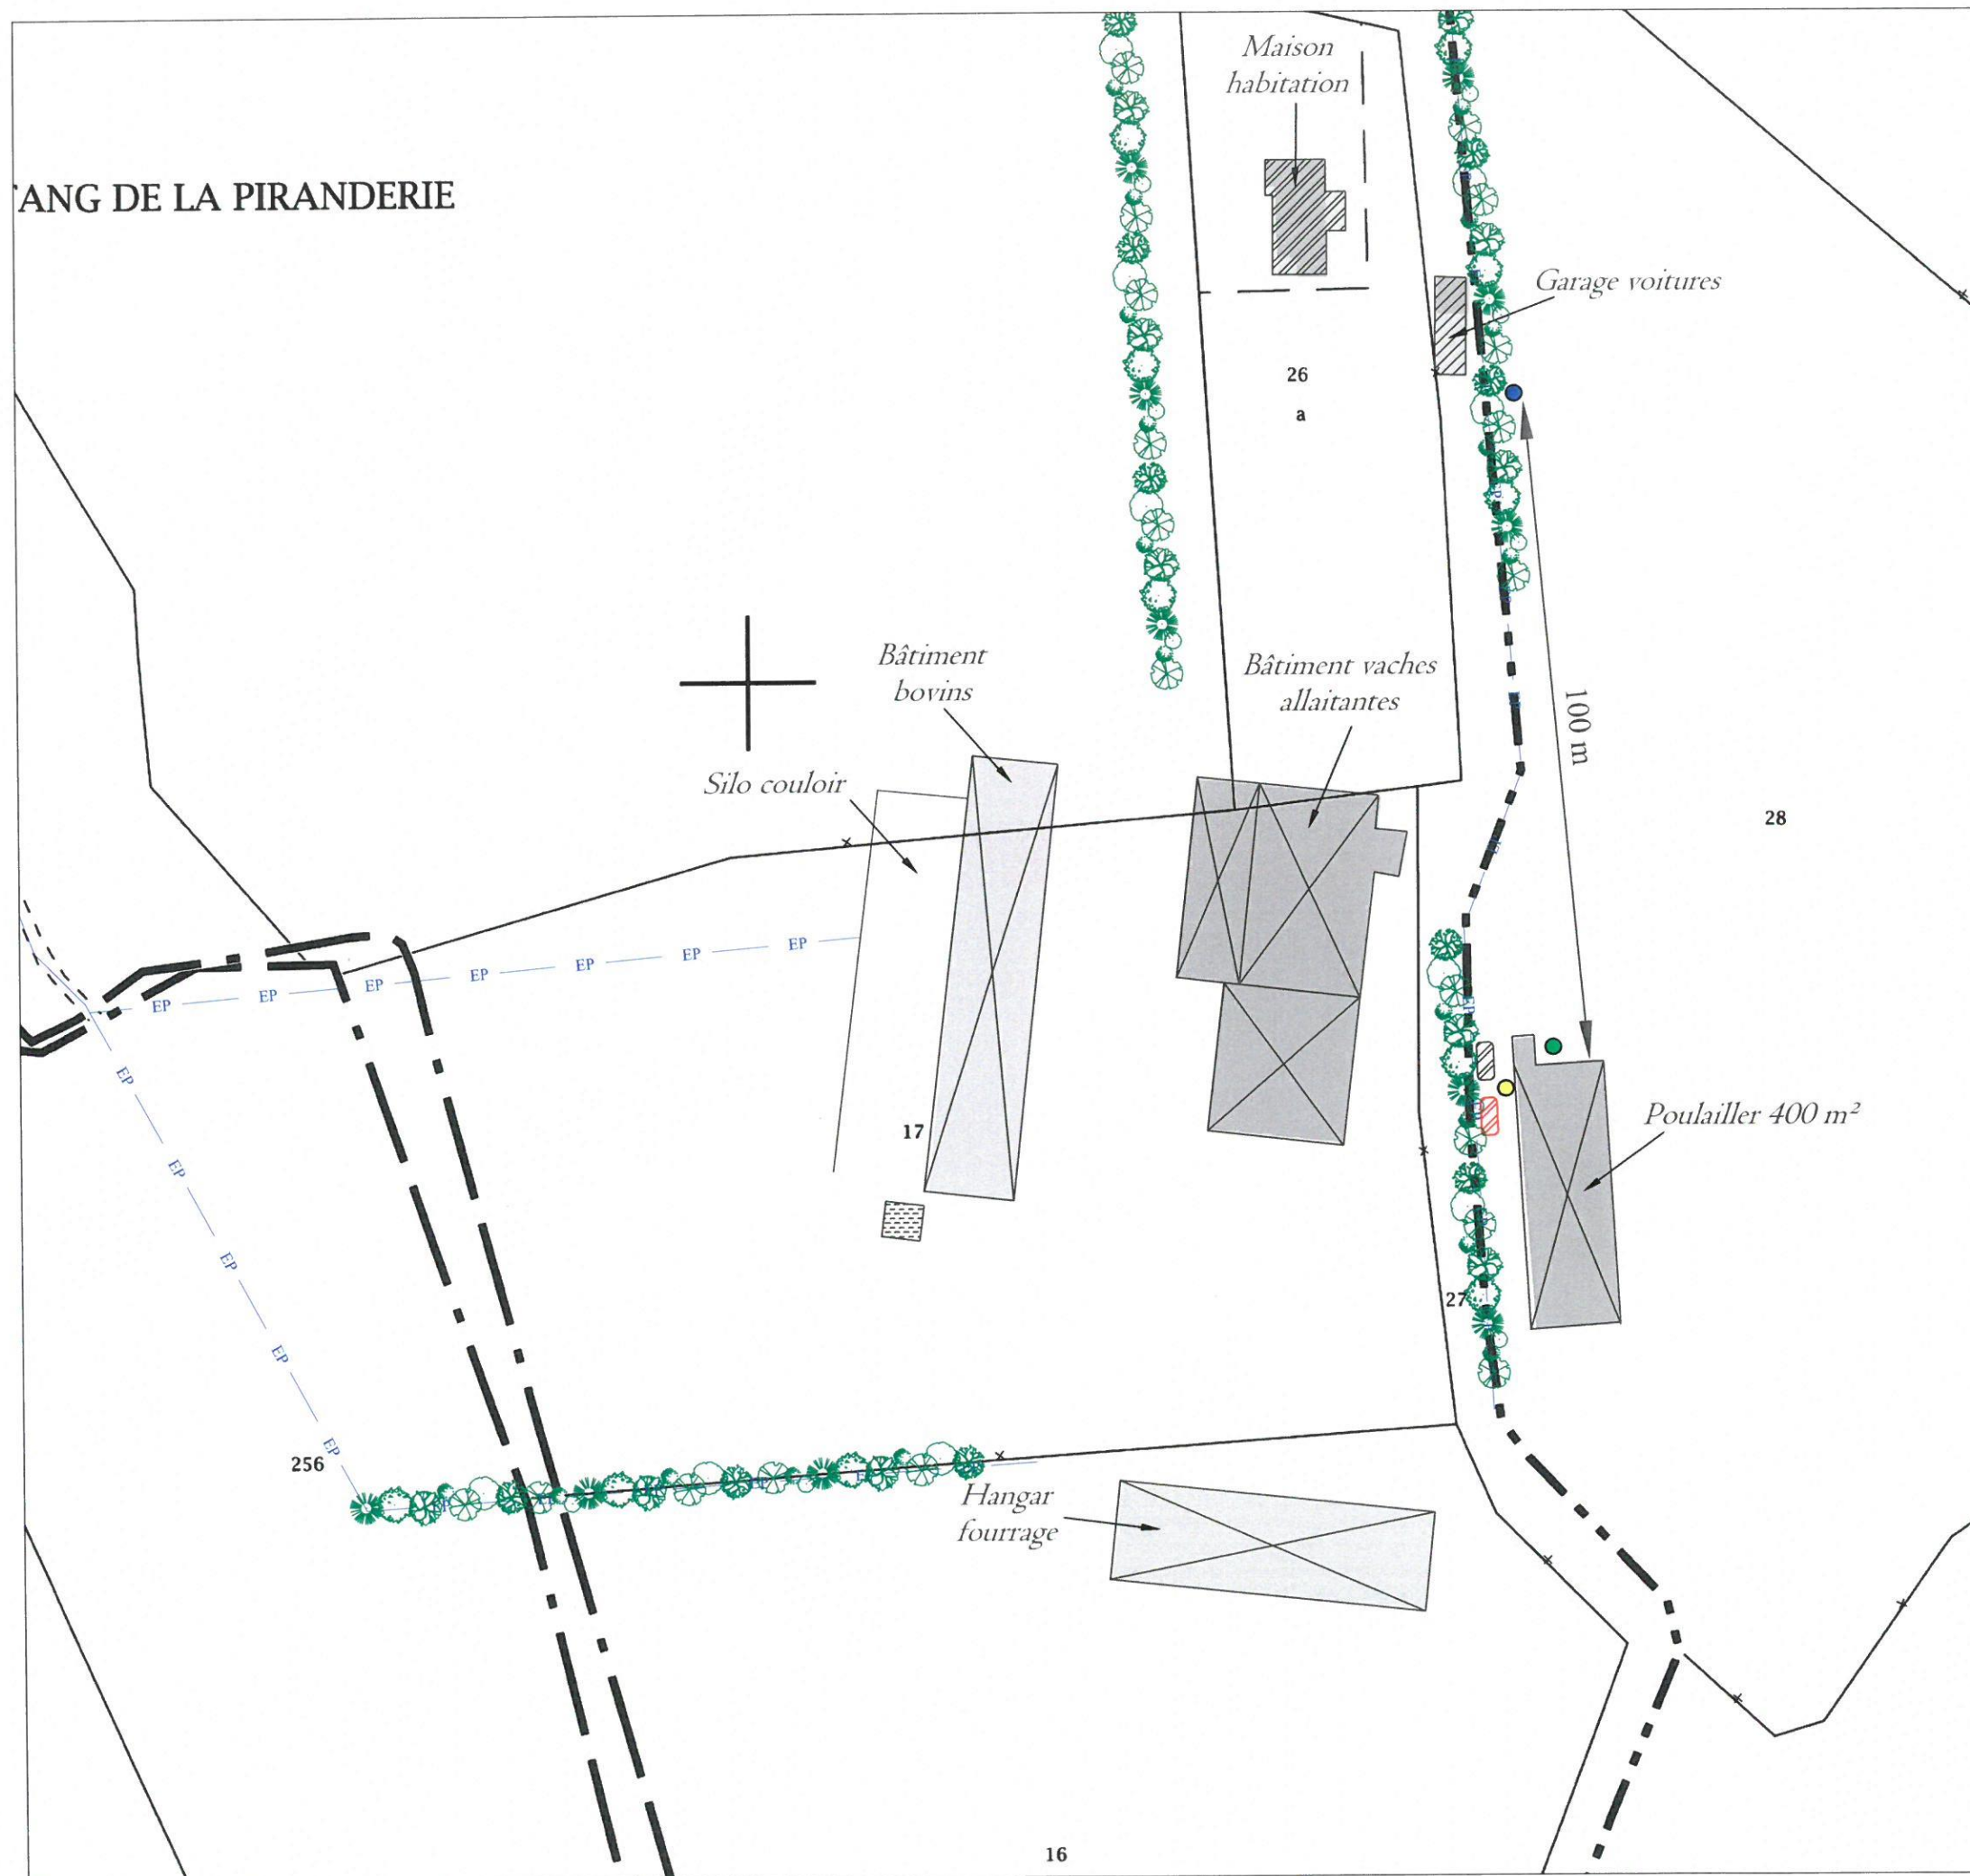 Maison
habitation
'ANG DE LA PIRANDERIE
Garage voitures
26
a
Bâtiment
bovins
Bâtiment vaches
allaitantes
100 m
Silo couloir
28
EP
EP
EP
EP
EP
EP
EP
EP
EP
EP
EP
EP
17
Poulailler 400 m²
27
256
Hangar
fourrage
16